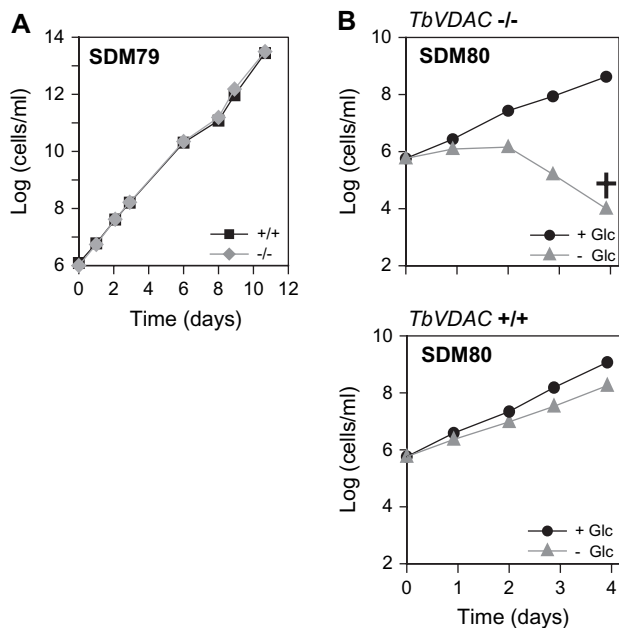 A
SDM79
Log (cells/ml)
14
12
10
8
6
+/+
-/-
0 2 4 6 8 10 12
Time (days)
B
TbVDAC -/-
SDM80
Log (cells/ml)
10
8
6
4
2
+ Glc
- Glc
TbVDAC +/+
SDM80
Log (cells/ml)
10
8
6
4
2
+ Glc
- Glc
0 1 2 3 4
Time (days)